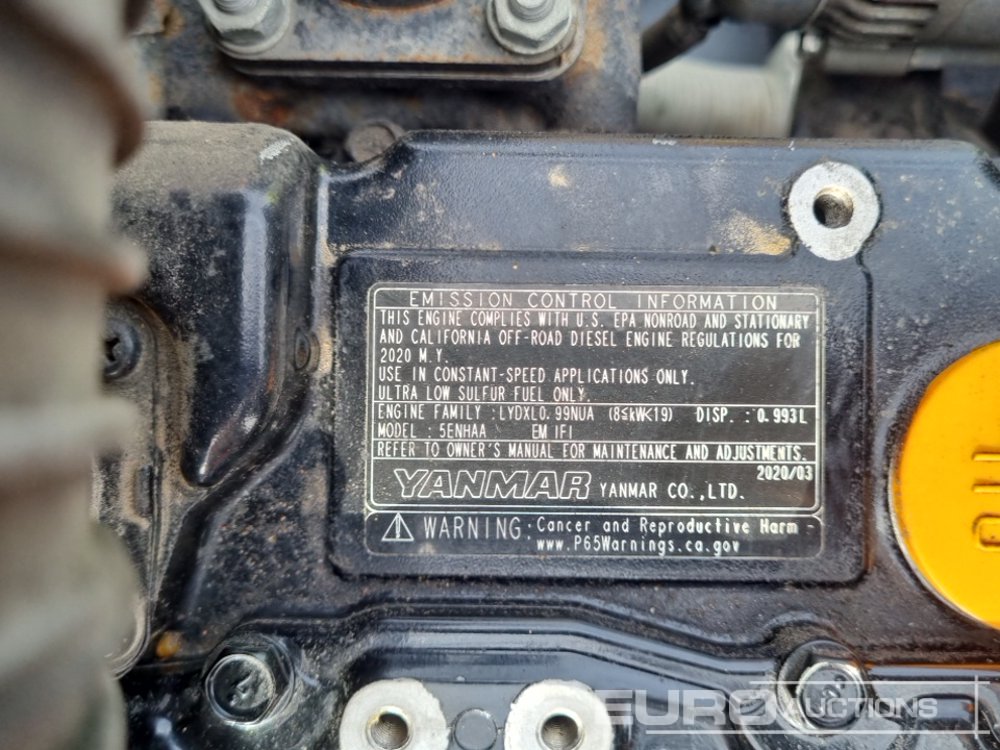 EMISSION CONTROL INFORMATION
THIS ENGINE COMPLIES WITH U.S. EPA NONROAD AND STATIONARY
AND CALIFORNIA OFF-ROAD DIESEL ENGINE REGULATIONS FOR
2020 M.Y.
USE IN CONSTANT-SPEED APPLICATIONS ONLY.
ULTRA LOW SULFUR FUEL ONLY.
ENGINE FAMILY : LYDXL0.99NUA (8≤kW<19) DISP. : 0.993L
MODEL : 5ENHAA EM IFI
REFER TO OWNER'S MANUAL FOR MAINTENANCE AND ADJUSTMENTS.
2020/03
YANMAR YANMAR CO.,LTD.
⚠ WARNING: Cancer and Reproductive Harm -
www.P65Warnings.ca.gov
OIL
EURO AUCTIONS